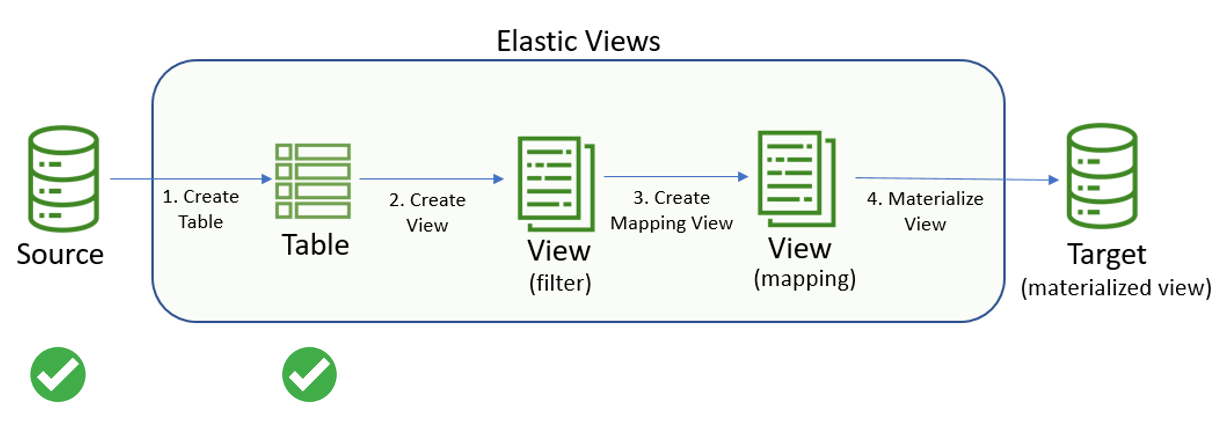 Elastic Views
Source
1. Create
Table
Table
2. Create
View
View
(filter)
3. Create
Mapping View
View
(mapping)
4. Materialize
View
Target
(materialized view)